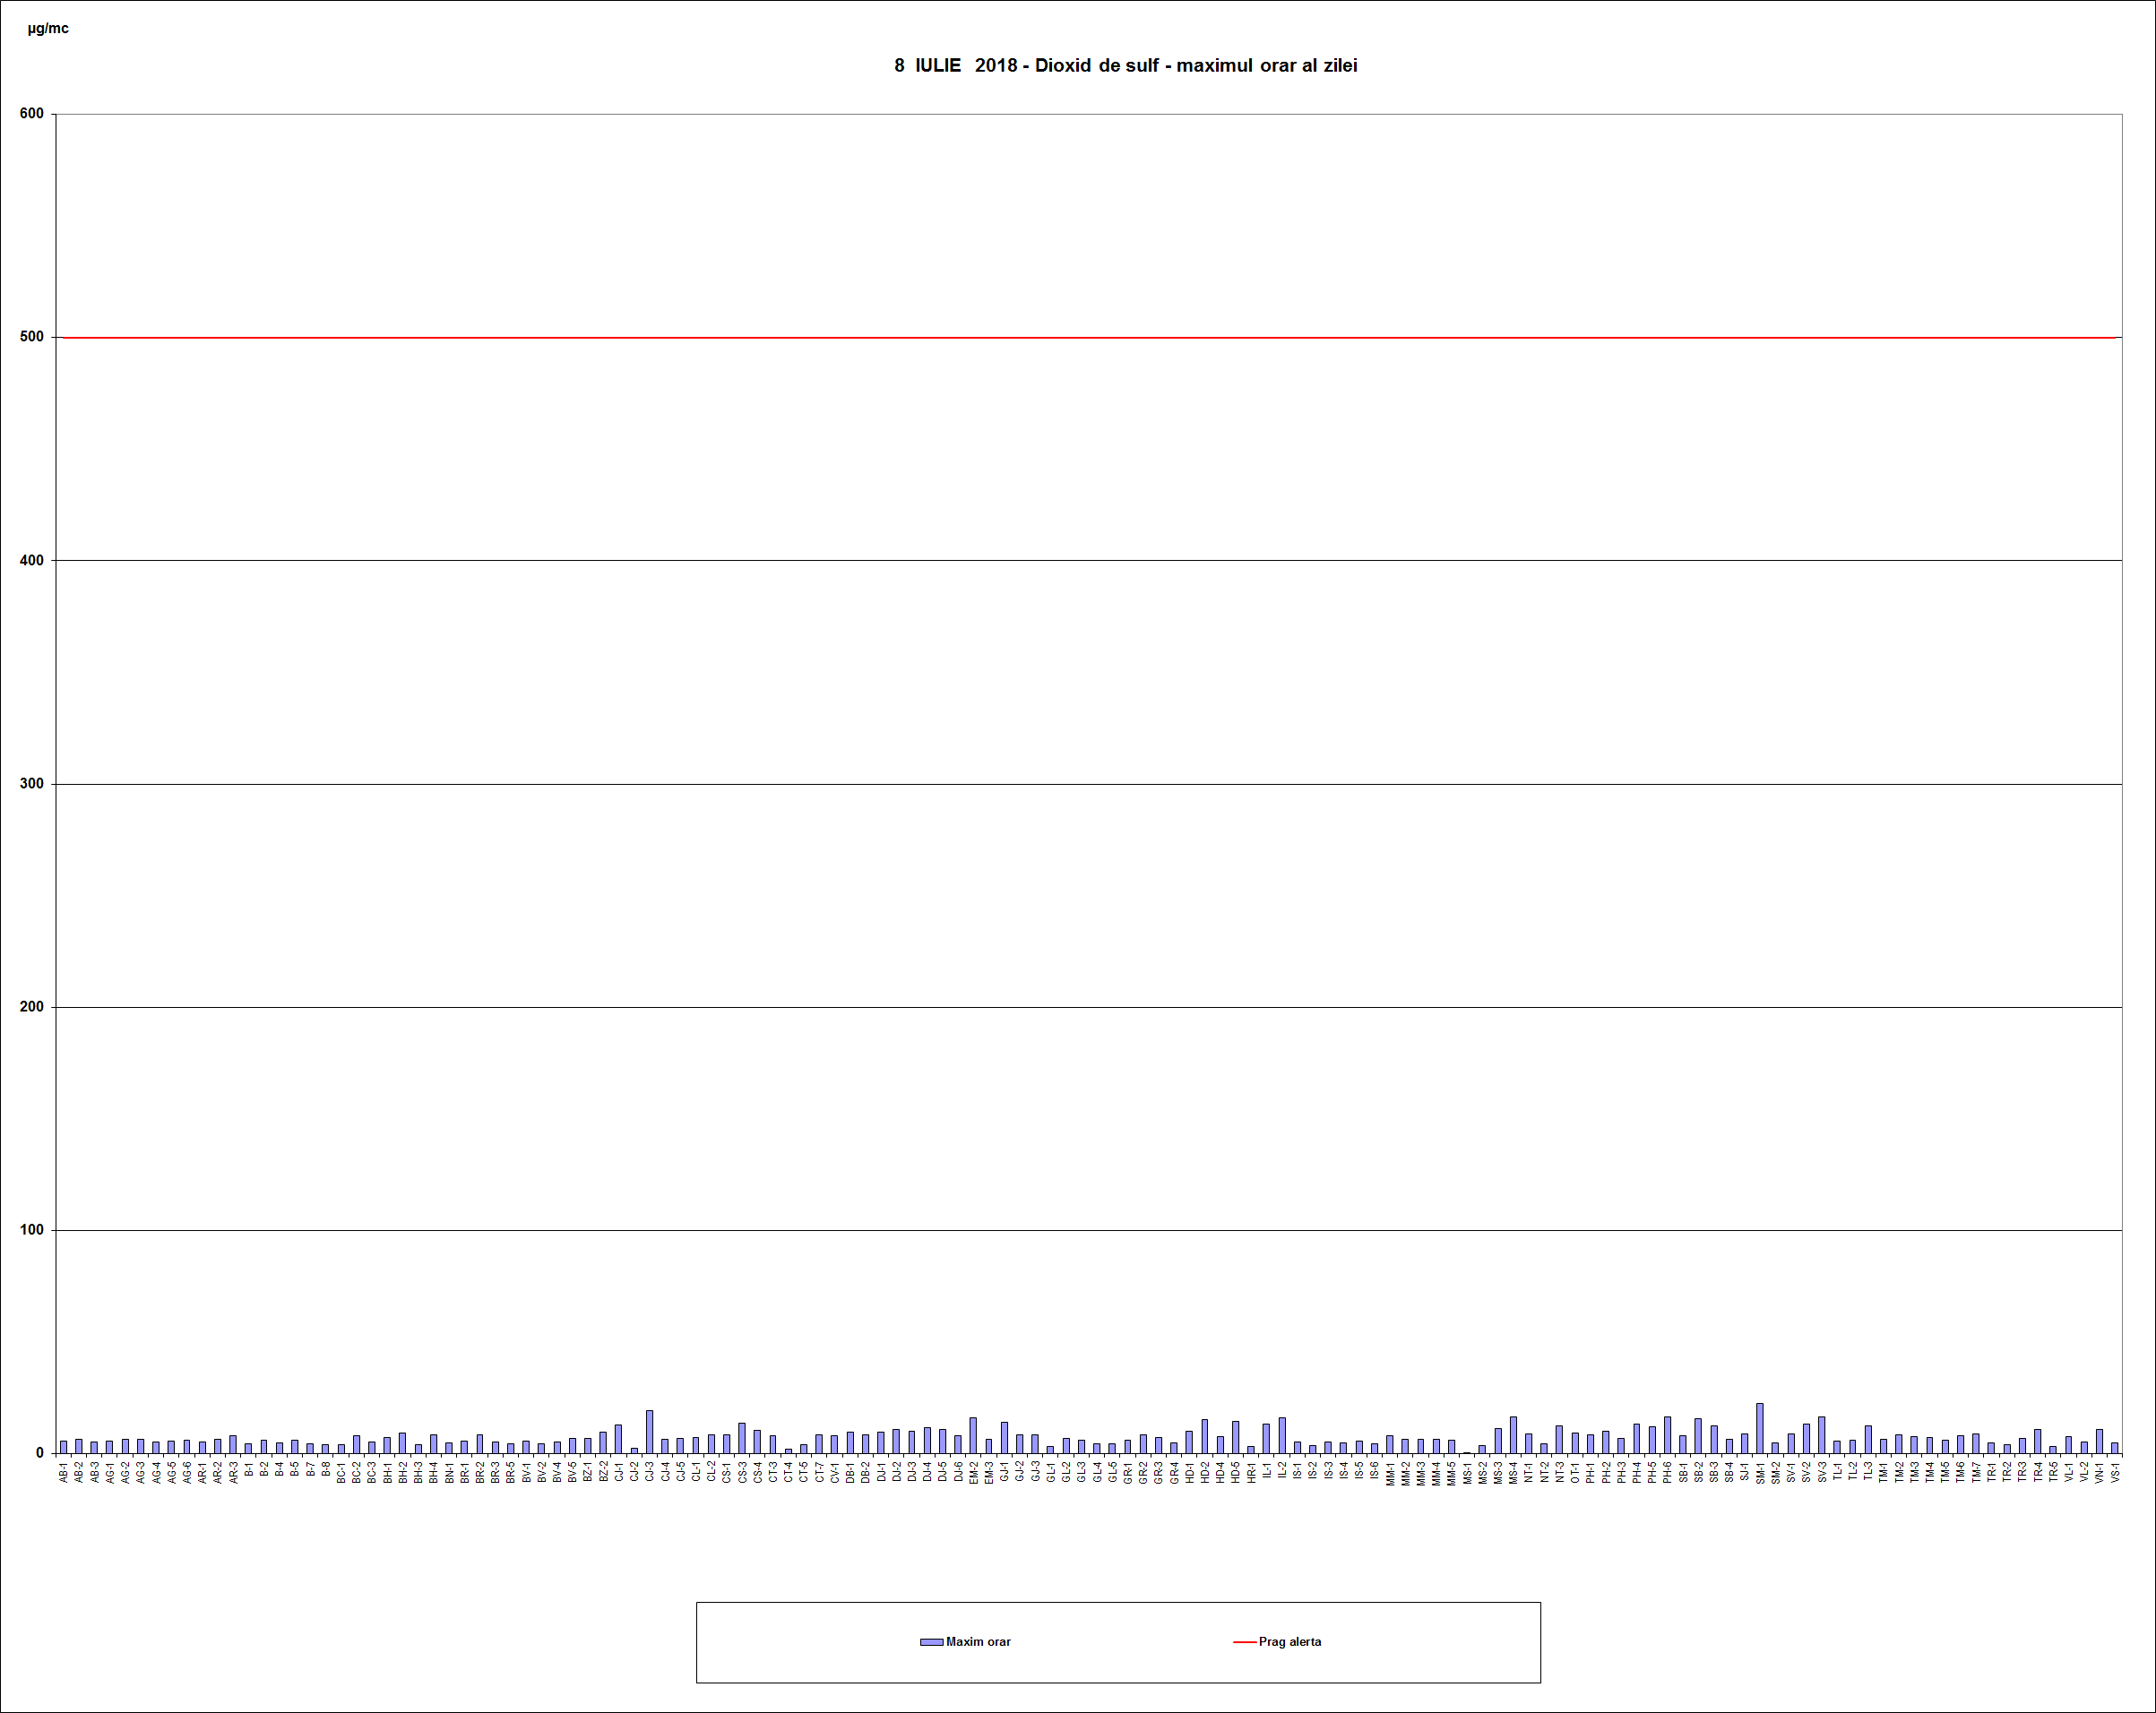 µg/mc
8 IULIE 2018 - Dioxid de sulf - maximul orar al zilei
600
500
400
300
200
100
0
AB-1 AB-2 AB-3 AG-1 AG-2 AG-3 AG-4 AG-5 AG-6 AR-1 AR-2 AR-3 B-1 B-2 B-4 B-5 B-7 B-8 BC-1 BC-2 BC-3 BH-1 BH-2 BH-3 BH-4 BN-1 BR-1 BR-2 BR-3 BR-5 BV-1 BV-2 BV-4 BV-5 BZ-1 BZ-2 CJ-1 CJ-2 CJ-3 CJ-4 CJ-5 CL-1 CL-2 CS-1 CS-3 CS-4 CT-3 CT-4 CT-5 CT-7 CV-1 DB-1 DB-2 DJ-1 DJ-2 DJ-3 DJ-4 DJ-5 DJ-6 EM-2 EM-3 GJ-1 GJ-2 GJ-3 GL-1 GL-2 GL-3 GL-4 GL-5 GR-1 GR-2 GR-3 GR-4 HD-1 HD-2 HD-4 HD-5 HR-1 IL-1 IL-2 IS-1 IS-2 IS-3 IS-4 IS-5 IS-6 MM-1 MM-2 MM-3 MM-4 MM-5 MS-1 MS-2 MS-3 MS-4 NT-1 NT-2 NT-3 OT-1 PH-1 PH-2 PH-3 PH-4 PH-5 PH-6 SB-1 SB-2 SB-3 SB-4 SJ-1 SM-1 SM-2 SV-1 SV-2 SV-3 TL-1 TL-2 TL-3 TM-1 TM-2 TM-3 TM-4 TM-5 TM-6 TM-7 TR-1 TR-2 TR-3 TR-4 TR-5 VL-1 VL-2 VN-1 VS-1
Maxim orar Prag alerta